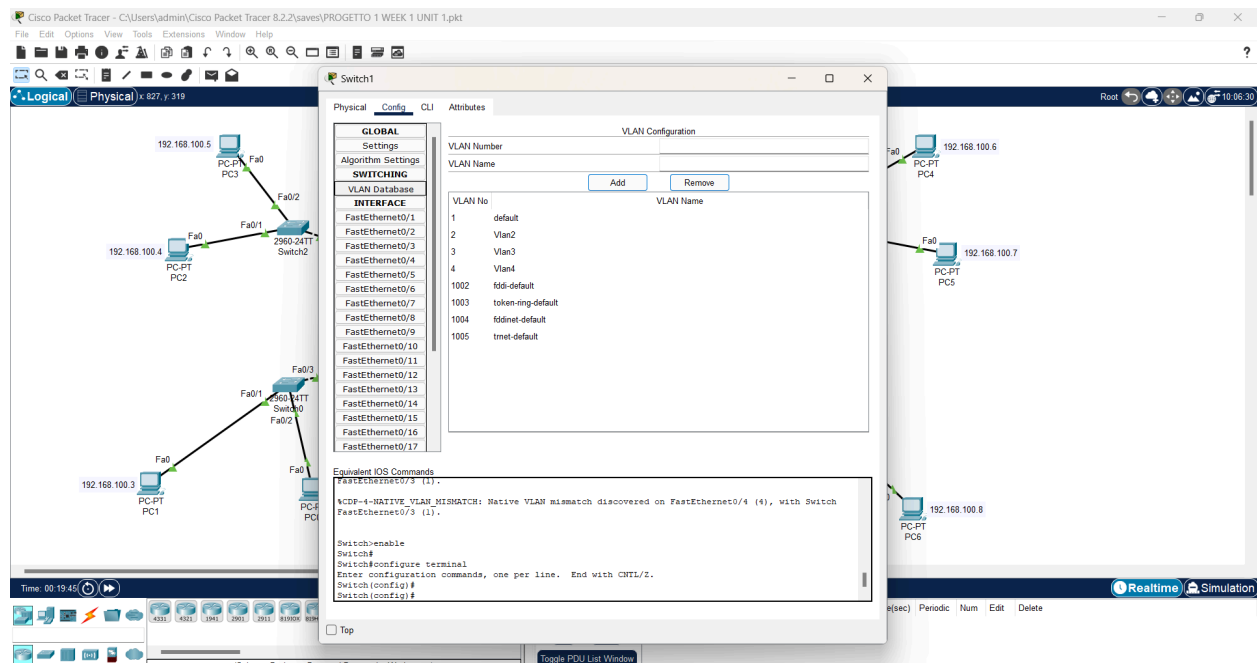 Cisco Packet Tracer - C:\Users\admin\Cisco Packet Tracer 8.2.2\saves\PROGETTO 1 WEEK 1 UNIT 1.pkt
File Edit Options View Tools Extensions Window Help
?
Logical Physical x: 827, y: 319
Root 10:06:30
Switch1
Physical Config CLI Attributes
GLOBAL
Settings
Algorithm Settings
SWITCHING
VLAN Database
INTERFACE
FastEthernet0/1
FastEthernet0/2
FastEthernet0/3
FastEthernet0/4
FastEthernet0/5
FastEthernet0/6
FastEthernet0/7
FastEthernet0/8
FastEthernet0/9
FastEthernet0/10
FastEthernet0/11
FastEthernet0/12
FastEthernet0/13
FastEthernet0/14
FastEthernet0/15
FastEthernet0/16
FastEthernet0/17
VLAN Configuration
VLAN Number
VLAN Name
Add Remove
VLAN No VLAN Name
1 default
2 Vlan2
3 Vlan3
4 Vlan4
1002 fddi-default
1003 token-ring-default
1004 fddinet-default
1005 trnet-default
Equivalent IOS Commands
FastEthernet0/3 (1).
%CDP-4-NATIVE_VLAN_MISMATCH: Native VLAN mismatch discovered on FastEthernet0/4 (4), with Switch
FastEthernet0/3 (1).
Switch>enable
Switch#
Switch#configure terminal
Enter configuration commands, one per line. End with CNTL/Z.
Switch(config)#
Switch(config)#
Top
192.168.100.5
Fa0
PC-PT
PC3
Fa0/2
Fa0/1
Fa0
2960-24TT
Switch2
192.168.100.4
PC-PT
PC2
Fa0/3
Fa0/1
2960-24TT
Switch0
Fa0/2
Fa0
Fa0
192.168.100.3
PC-PT
PC1
Fa0
192.168.100.6
PC-PT
PC4
Fa0
192.168.100.7
PC-PT
PC5
192.168.100.8
PC-PT
PC6
Time: 00:19:45
Realtime Simulation
4331 4321 1941 2901 2911
(sec) Periodic Num Edit Delete
Toggle PDU List Window